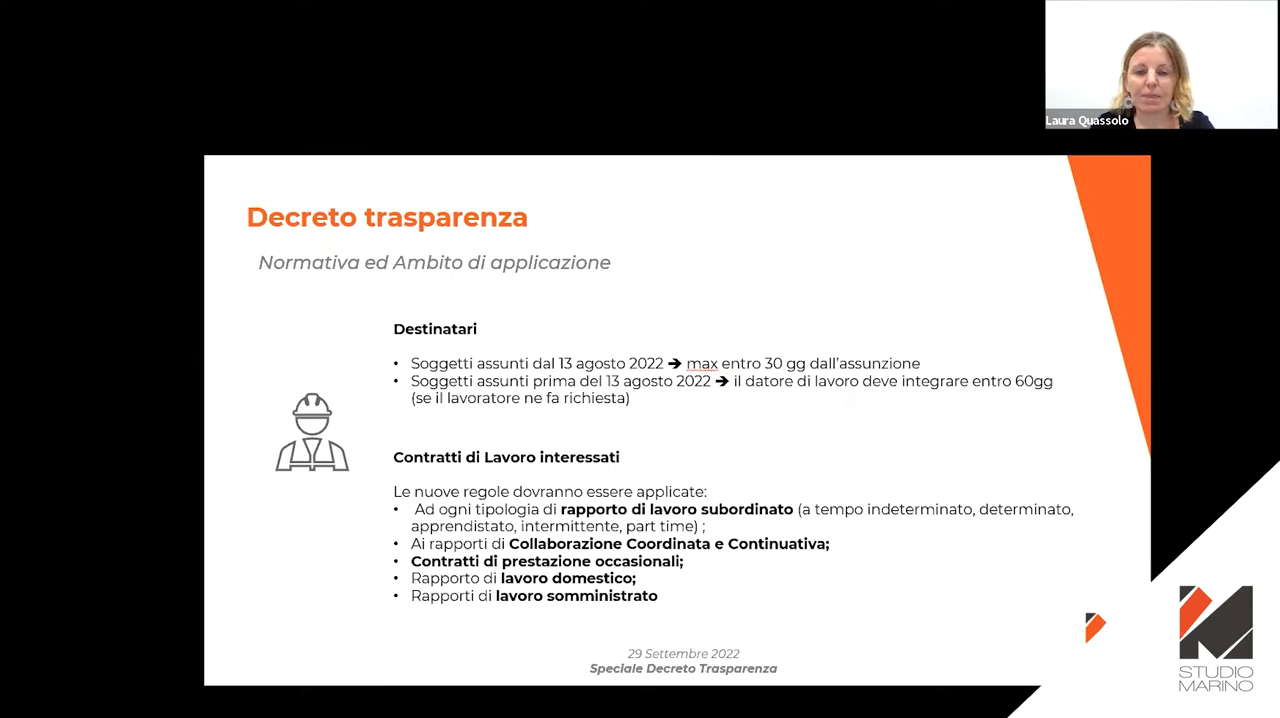 Laura Quassolo
Decreto trasparenza
Normativa ed Ambito di applicazione
Destinatari
• Soggetti assunti dal 13 agosto 2022 ➔ max entro 30 gg dall'assunzione
• Soggetti assunti prima del 13 agosto 2022 ➔ il datore di lavoro deve integrare entro 60gg
(se il lavoratore ne fa richiesta)
Contratti di Lavoro interessati
Le nuove regole dovranno essere applicate:
• Ad ogni tipologia di rapporto di lavoro subordinato (a tempo indeterminato, determinato,
apprendistato, intermittente, part time) ;
• Ai rapporti di Collaborazione Coordinata e Continuativa;
• Contratti di prestazione occasionali;
• Rapporto di lavoro domestico;
• Rapporti di lavoro somministrato
29 Settembre 2022
Speciale Decreto Trasparenza
STUDIO
MARINO